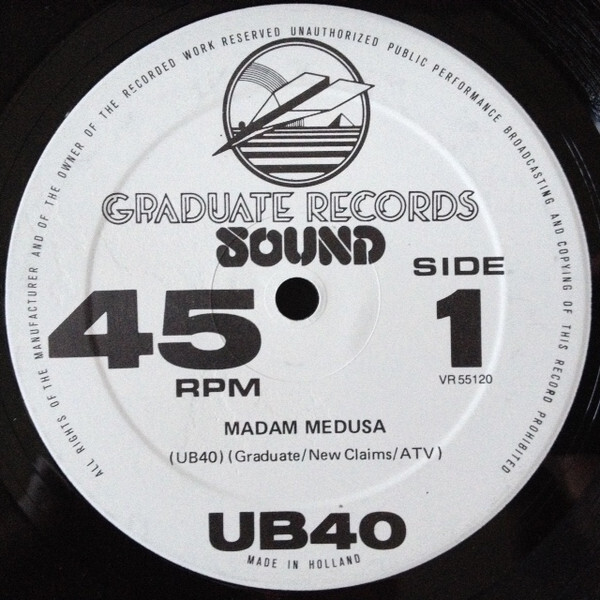 ALL RIGHTS OF THE MANUFACTURER AND OF THE OWNER OF THE RECORDED WORK RESERVED UNAUTHORIZED PUBLIC PERFORMANCE BROADCASTING AND COPYING OF THIS RECORD PROHIBITED
GRADUATE RECORDS
SOUND
45
RPM
SIDE
1
VR 55120
MADAM MEDUSA
(UB40) (Graduate/New Claims/ATV)
UB40
MADE IN HOLLAND